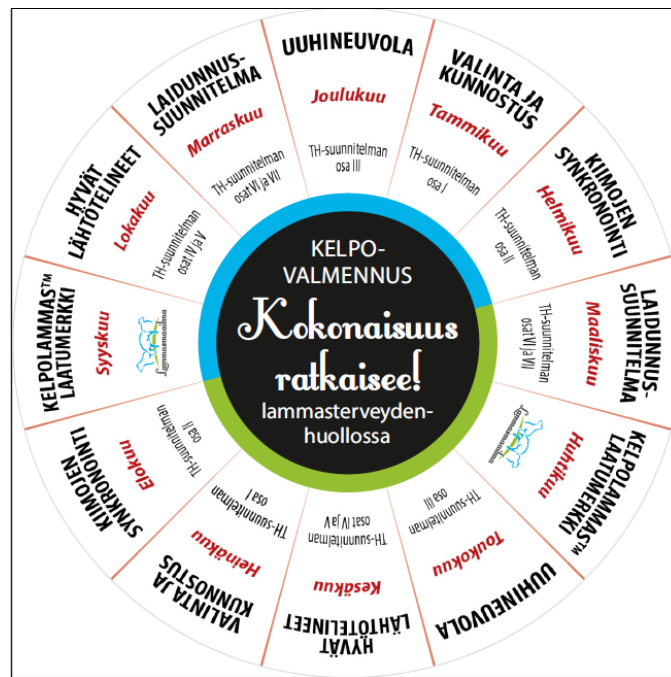 UUHINEUVOLA
Joulukuu
TH-suunnitelman
osa III
VALINTA JA
KUNNOSTUS
Tammikuu
TH-suunnitelman
osa I
KIIMOJEN
SYNKRONOINTI
Helmikuu
TH-suunnitelman
osa II
LAIDUNNUS-
SUUNNITELMA
Maaliskuu
TH-suunnitelman
osat VI ja VII
KELPOLAMMAS™
LAATUMERKKI
Huhtikuu
Lammasmaailma
UUHINEUVOLA
Toukokuu
TH-suunnitelman
osa III
HYVÄT
LÄHTÖTELINEET
Kesäkuu
TH-suunnitelman
osat IV ja V
VALINTA JA
KUNNOSTUS
Heinäkuu
TH-suunnitelman
osa I
KIIMOJEN
SYNKRONOINTI
Elokuu
TH-suunnitelman
osa II
KELPOLAMMAS™
LAATUMERKKI
Syyskuu
Lammasmaailma
HYVÄT
LÄHTÖTELINEET
Lokakuu
TH-suunnitelman
osat IV ja V
LAIDUNNUS-
SUUNNITELMA
Marraskuu
TH-suunnitelman
osat VI ja VII
KELPO-
VALMENNUS
Kokonaisuus
ratkaisee!
lammasterveyden-
huollossa